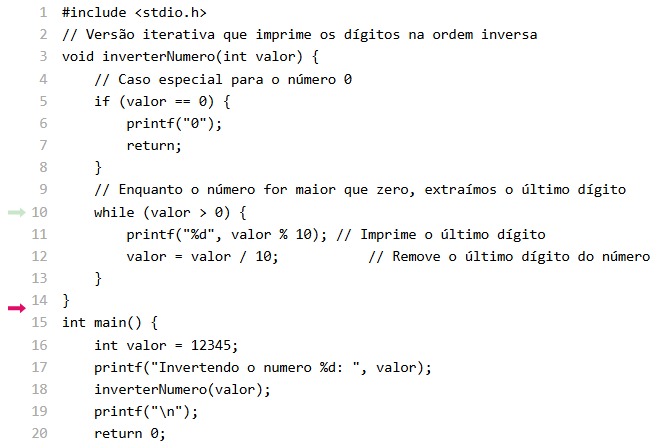 1 #include <stdio.h>
2 // Versão iterativa que imprime os dígitos na ordem inversa
3 void inverterNumero(int valor) {
4     // Caso especial para o número 0
5     if (valor == 0) {
6         printf("0");
7         return;
8     }
9     // Enquanto o número for maior que zero, extraímos o último dígito
10     while (valor > 0) {
11         printf("%d", valor % 10); // Imprime o último dígito
12         valor = valor / 10;           // Remove o último dígito do número
13     }
14 }
15 int main() {
16     int valor = 12345;
17     printf("Invertendo o numero %d: ", valor);
18     inverterNumero(valor);
19     printf("\n");
20     return 0;